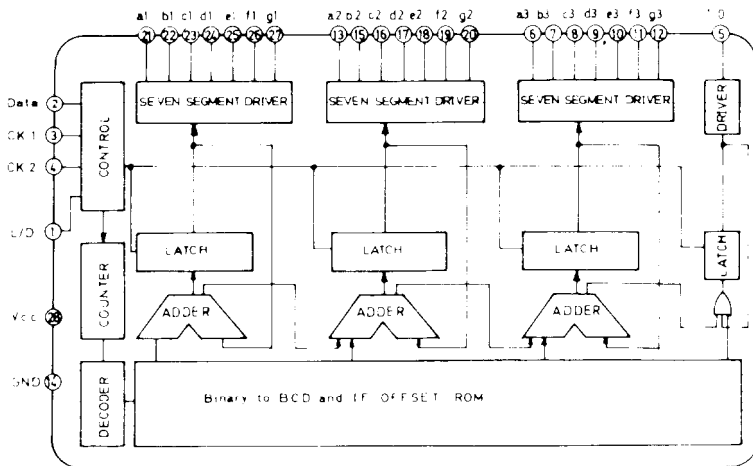 a1 b1 c1 d1 e1 f1 g1 a2 b2 c2 d2 e2 f2 g2 a3 b3 c3 d3 e3 f3 g3
21 22 23 24 25 26 27 13 15 16 17 18 19 20 6 7 8 9 10 11 12 5
SEVEN SEGMENT DRIVER
SEVEN SEGMENT DRIVER
SEVEN SEGMENT DRIVER
DRIVER
Data 2
CK 1 3
CK 2 4
1
CONTROL
LATCH
LATCH
LATCH
LATCH
COUNTER
Vcc 28
ADDER
ADDER
ADDER
GND 14
DECODER
Binary to BCD and IF OFFSET ROM